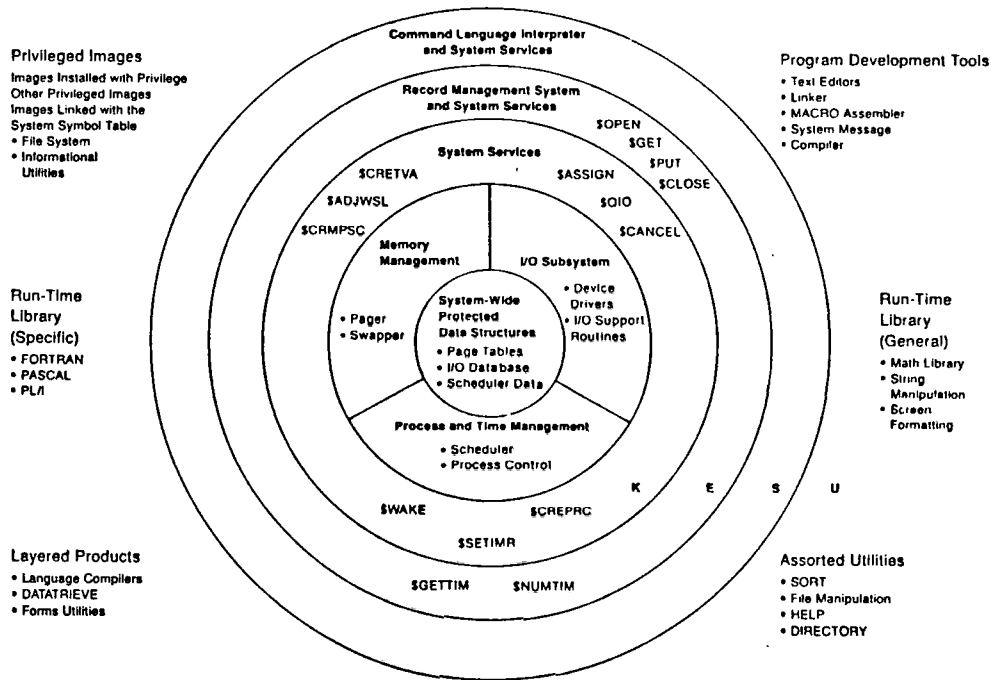 Command Language Interpreter
and System Services
Privileged Images
Images Installed with Privilege
Other Privileged Images
Images Linked with the
System Symbol Table
• File System
• Informational
Utilities
Program Development Tools
• Text Editors
• Linker
• MACRO Assembler
• System Message
• Compiler
Record Management System
and System Services
$OPEN
$GET
$PUT
$CLOSE
System Services
$CRETVA
$ADJWSL
$CRMPSC
$ASSIGN
$QIO
$CANCEL
Memory
Management
• Pager
• Swapper
I/O Subsystem
• Device
Drivers
• I/O Support
Routines
System-Wide
Protected
Data Structures
• Page Tables
• I/O Database
• Scheduler Data
Run-Time
Library
(Specific)
• FORTRAN
• PASCAL
• PL/I
Run-Time
Library
(General)
• Math Library
• String
Manipulation
• Screen
Formatting
Process and Time Management
• Scheduler
• Process Control
K E S U
$WAKE
$CREPRC
$SETIMR
$GETTIM
$NUMTIM
Layered Products
• Language Compilers
• DATATRIEVE
• Forms Utilities
Assorted Utilities
• SORT
• File Manipulation
• HELP
• DIRECTORY